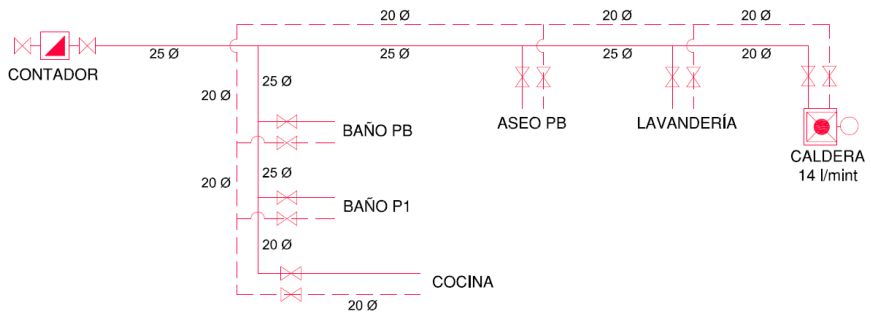 20 Ø
20 Ø
20 Ø
25 Ø
25 Ø
25 Ø
20 Ø
CONTADOR
25 Ø
20 Ø
BAÑO PB
ASEO PB
LAVANDERÍA
CALDERA
14 l/mint
25 Ø
20 Ø
BAÑO P1
20 Ø
COCINA
20 Ø